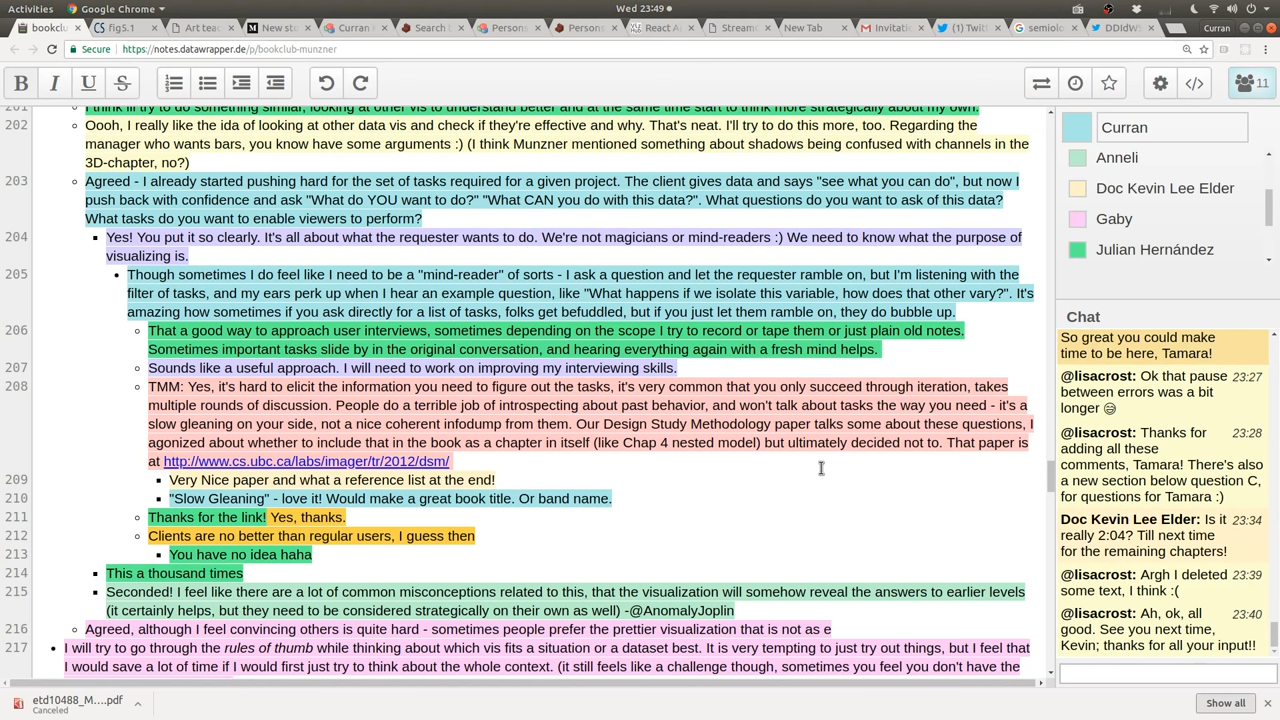 Activities
Google Chrome
Wed 23:49
bookclu
fig5.1
Art teac
New sto
Curran
Search
Persons
Persons
React A
Stream
New Tab
Invitati
(1) Twit
semiolo
DDIdW
Curran
Secure
https://notes.datawrapper.de/p/bookclub-munzner
B I U S
11
201
I think ill try to do something similar, looking at other vis to understand better and at the same time start to think more strategically about my own.
202
Oooh, I really like the ida of looking at other data vis and check if they're effective and why. That's neat. I'll try to do this more, too. Regarding the
manager who wants bars, you know have some arguments :) (I think Munzner mentioned something about shadows being confused with channels in the
3D-chapter, no?)
203
Agreed - I already started pushing hard for the set of tasks required for a given project. The client gives data and says "see what you can do", but now I
push back with confidence and ask "What do YOU want to do?" "What CAN you do with this data?". What questions do you want to ask of this data?
What tasks do you want to enable viewers to perform?
204
Yes! You put it so clearly. It's all about what the requester wants to do. We're not magicians or mind-readers :) We need to know what the purpose of
visualizing is.
205
Though sometimes I do feel like I need to be a "mind-reader" of sorts - I ask a question and let the requester ramble on, but I'm listening with the
filter of tasks, and my ears perk up when I hear an example question, like "What happens if we isolate this variable, how does that other vary?". It's
amazing how sometimes if you ask directly for a list of tasks, folks get befuddled, but if you just let them ramble on, they do bubble up.
206
That a good way to approach user interviews, sometimes depending on the scope I try to record or tape them or just plain old notes.
Sometimes important tasks slide by in the original conversation, and hearing everything again with a fresh mind helps.
207
Sounds like a useful approach. I will need to work on improving my interviewing skills.
208
TMM: Yes, it's hard to elicit the information you need to figure out the tasks, it's very common that you only succeed through iteration, takes
multiple rounds of discussion. People do a terrible job of introspecting about past behavior, and won't talk about tasks the way you need - it's a
slow gleaning on your side, not a nice coherent infodump from them. Our Design Study Methodology paper talks some about these questions, I
agonized about whether to include that in the book as a chapter in itself (like Chap 4 nested model) but ultimately decided not to. That paper is
at http://www.cs.ubc.ca/labs/imager/tr/2012/dsm/
209
Very Nice paper and what a reference list at the end!
210
"Slow Gleaning" - love it! Would make a great book title. Or band name.
211
Thanks for the link! Yes, thanks.
212
Clients are no better than regular users, I guess then
213
You have no idea haha
214
This a thousand times
215
Seconded! I feel like there are a lot of common misconceptions related to this, that the visualization will somehow reveal the answers to earlier levels
(it certainly helps, but they need to be considered strategically on their own as well) -@AnomalyJoplin
216
Agreed, although I feel convincing others is quite hard - sometimes people prefer the prettier visualization that is not as e
217
I will try to go through the rules of thumb while thinking about which vis fits a situation or a dataset best. It is very tempting to just try out things, but I feel that
I would save a lot of time if I would first just try to think about the whole context. (it still feels like a challenge though, sometimes you feel you don't have the
Curran
Anneli
Doc Kevin Lee Elder
Gaby
Julian Hernández
Chat
So great you could make
time to be here, Tamara!
@lisacrost: Ok that pause 23:27
between errors was a bit
longer 😅
@lisacrost: Thanks for 23:28
adding all these
comments, Tamara! There's also
a new section below question C,
for questions for Tamara :)
Doc Kevin Lee Elder: Is it 23:34
really 2:04? Till next time
for the remaining chapters!
@lisacrost: Argh I deleted 23:39
some text, I think :(
@lisacrost: Ah, ok, all 23:40
good. See you next time,
Kevin; thanks for all your input!!
etd10488_M....pdf
Canceled
Show all